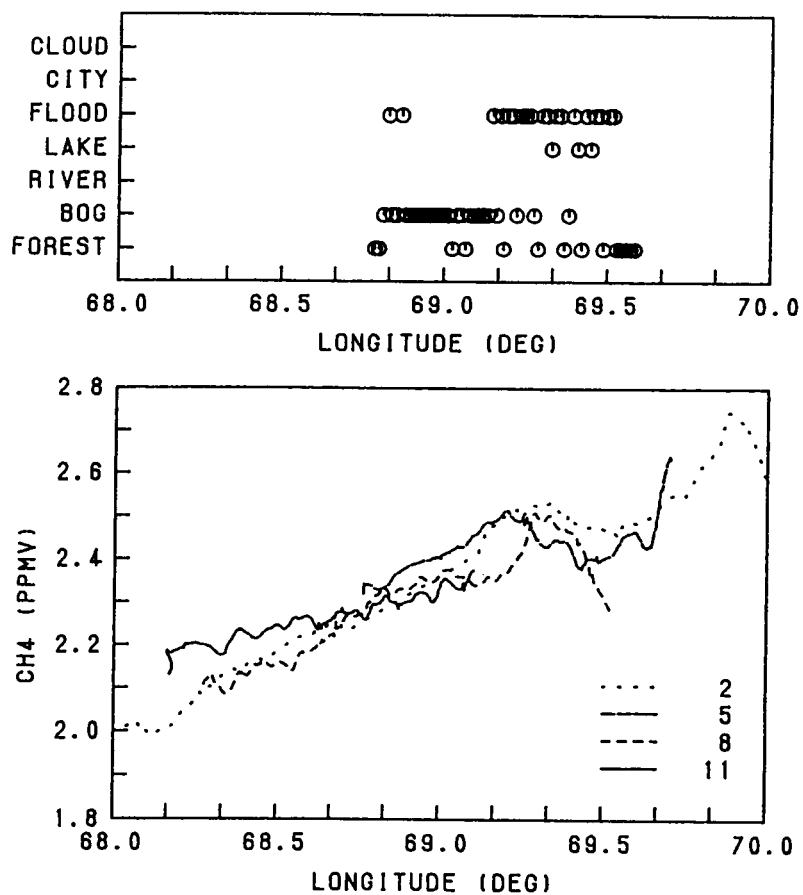 CLOUD
CITY
FLOOD
LAKE
RIVER
BOG
FOREST
68.0 68.5 69.0 69.5 70.0
LONGITUDE (DEG)
2.8
2.6
2.4
2.2
2.0
1.8
CH4 (PPMV)
2
5
8
11
68.0 68.5 69.0 69.5 70.0
LONGITUDE (DEG)